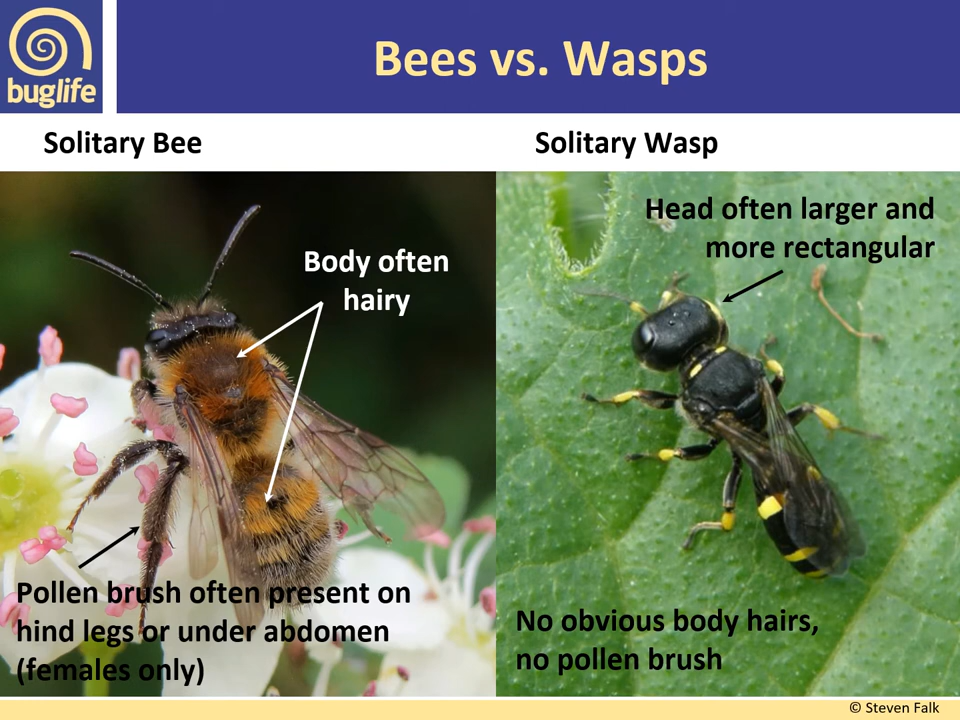 buglife
Bees vs. Wasps
Solitary Bee
Solitary Wasp
Body often
hairy
Pollen brush often present on
hind legs or under abdomen
(females only)
Head often larger and
more rectangular
No obvious body hairs,
no pollen brush
© Steven Falk